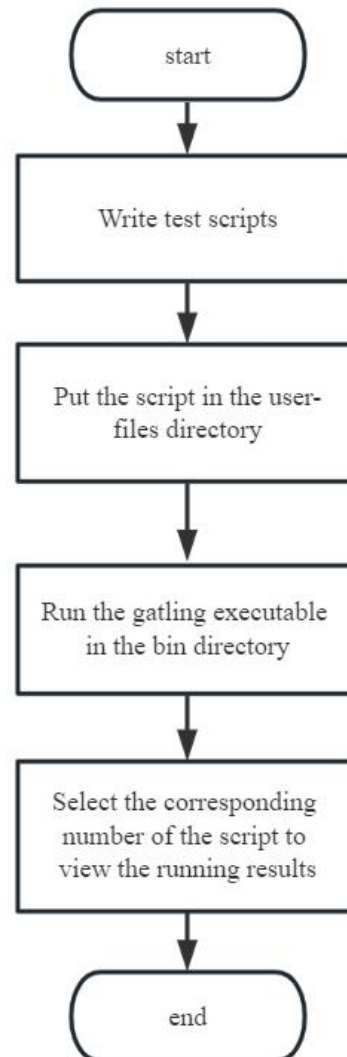 start
Write test scripts
Put the script in the user-
files directory
Run the gatling executable
in the bin directory
Select the corresponding
number of the script to
view the running results
end